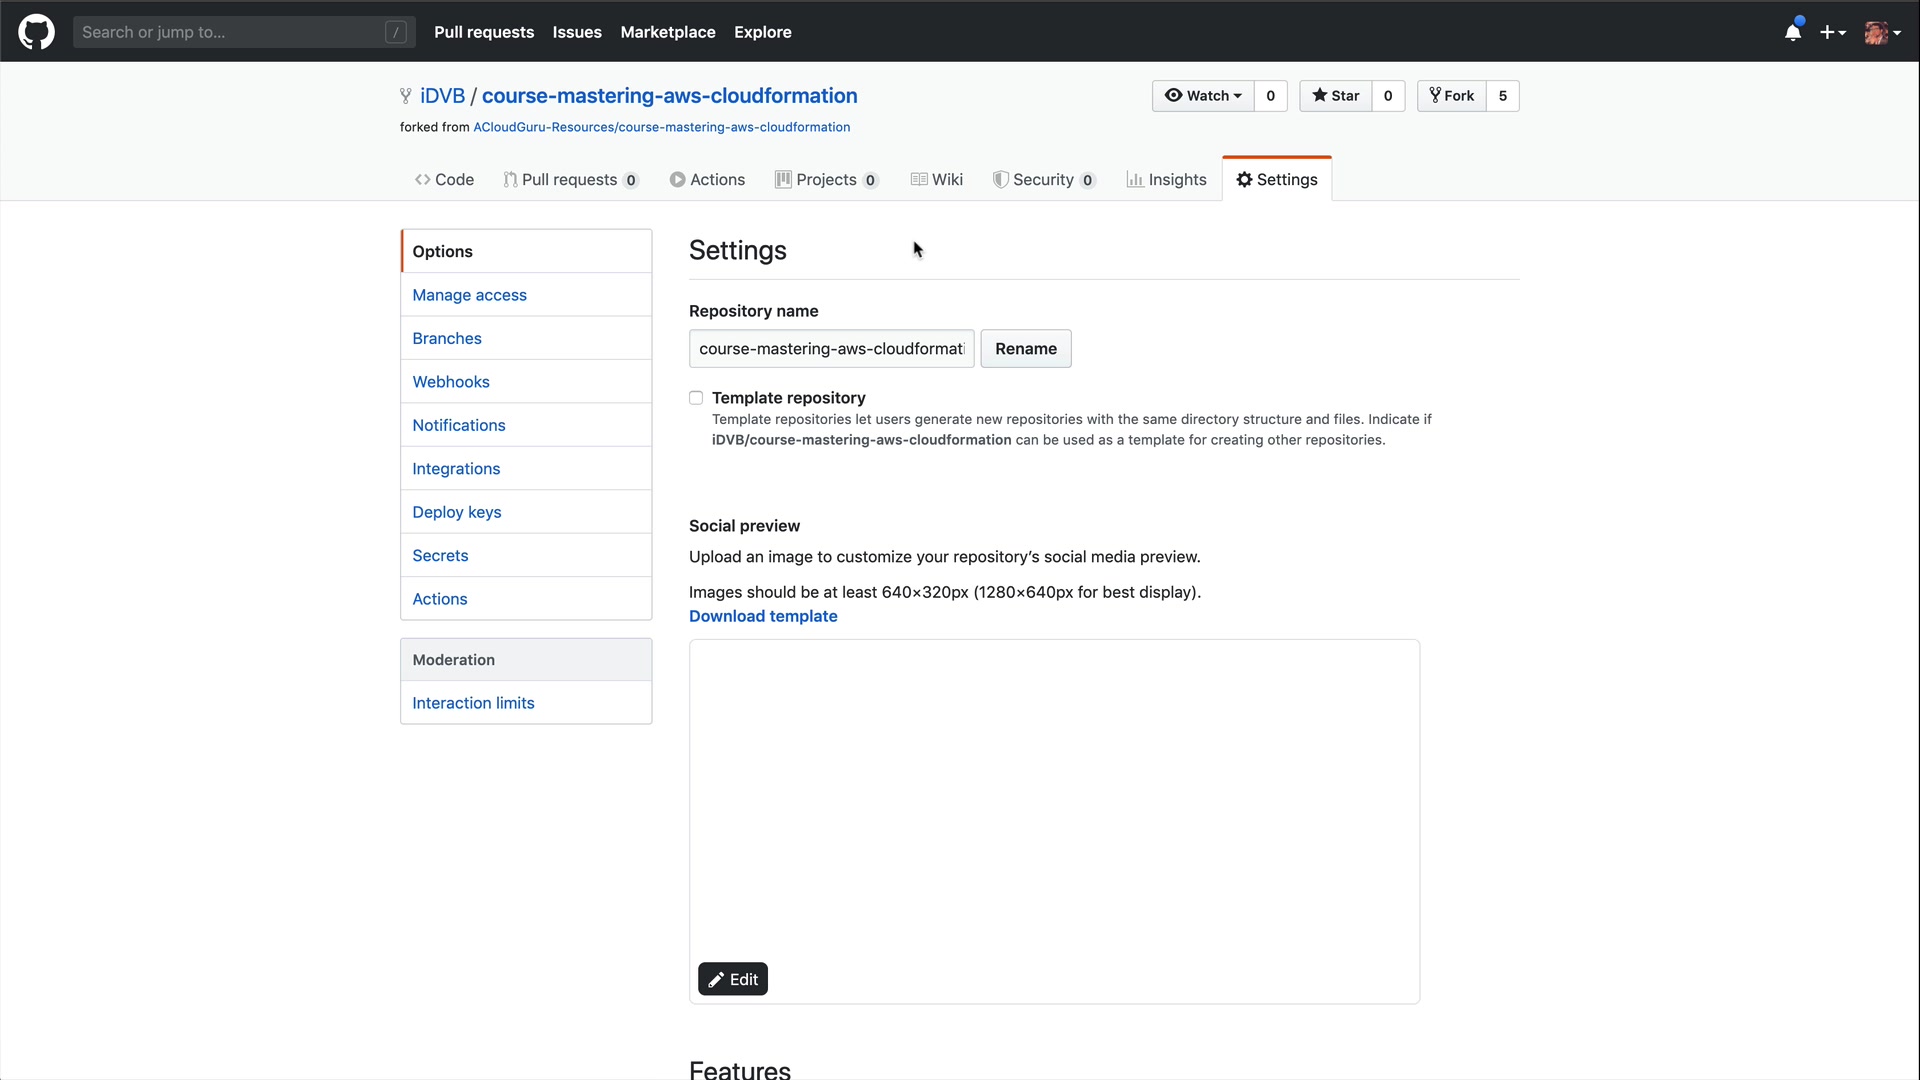 Search or jump to...
/
Pull requests
Issues
Marketplace
Explore
iDVB / course-mastering-aws-cloudformation
forked from ACloudGuru-Resources/course-mastering-aws-cloudformation
Watch
0
Star
0
Fork
5
Code
Pull requests 0
Actions
Projects 0
Wiki
Security 0
Insights
Settings
Options
Manage access
Branches
Webhooks
Notifications
Integrations
Deploy keys
Secrets
Actions
Moderation
Interaction limits
Settings
Repository name
course-mastering-aws-cloudformati
Rename
Template repository
Template repositories let users generate new repositories with the same directory structure and files. Indicate if
iDVB/course-mastering-aws-cloudformation can be used as a template for creating other repositories.
Social preview
Upload an image to customize your repository’s social media preview.
Images should be at least 640×320px (1280×640px for best display).
Download template
Edit
Features